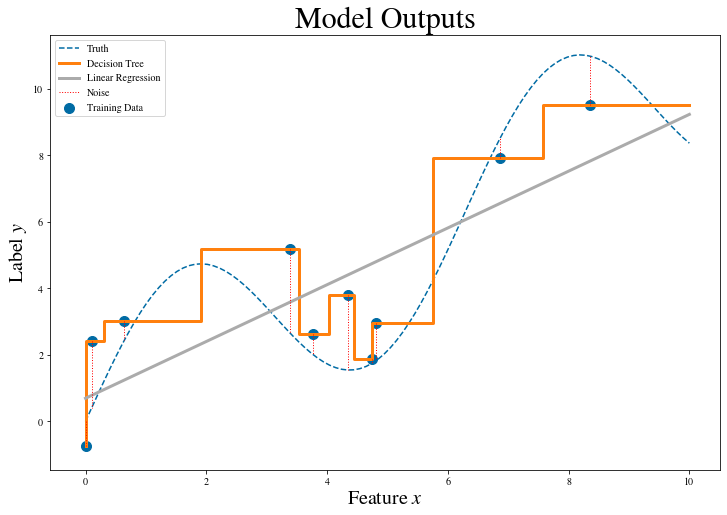 Model Outputs
Truth
Decision Tree
Linear Regression
Noise
Training Data
Label y
10
8
6
4
2
0
0 2 4 6 8 10
Feature x